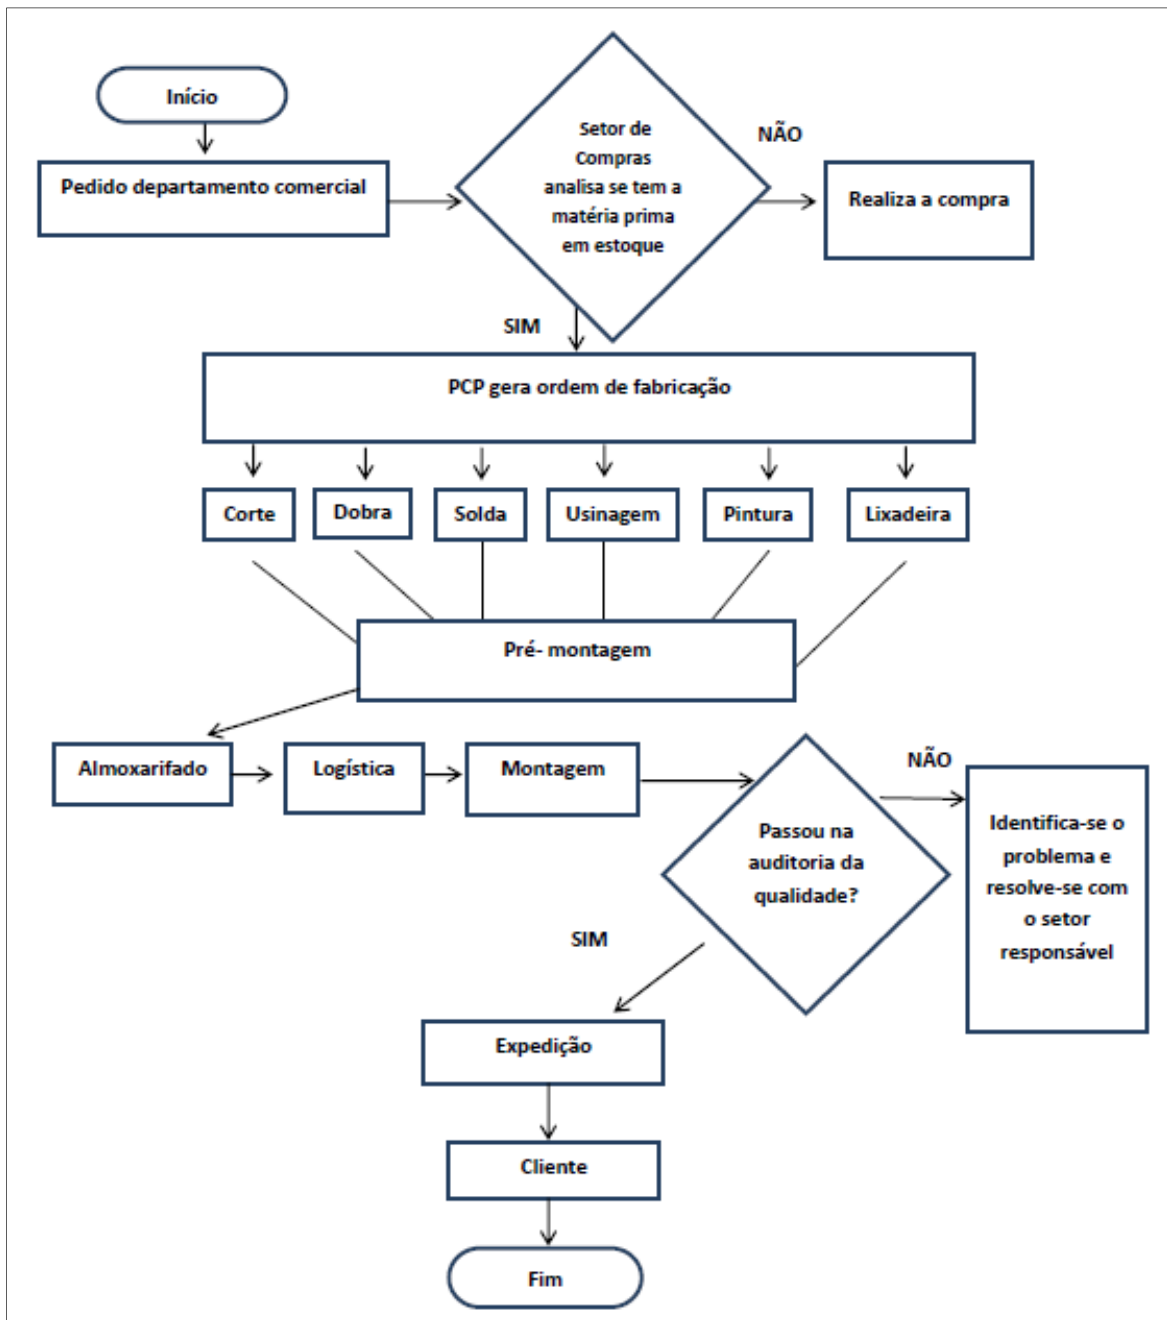 Início
Pedido departamento comercial
Setor de
Compras
analisa se tem a
matéria prima
em estoque
NÃO
Realiza a compra
SIM
PCP gera ordem de fabricação
Corte
Dobra
Solda
Usinagem
Pintura
Lixadeira
Pré- montagem
Almoxarifado
Logística
Montagem
Passou na
auditoria da
qualidade?
NÃO
Identifica-se o
problema e
resolve-se com
o setor
responsável
SIM
Expedição
Cliente
Fim